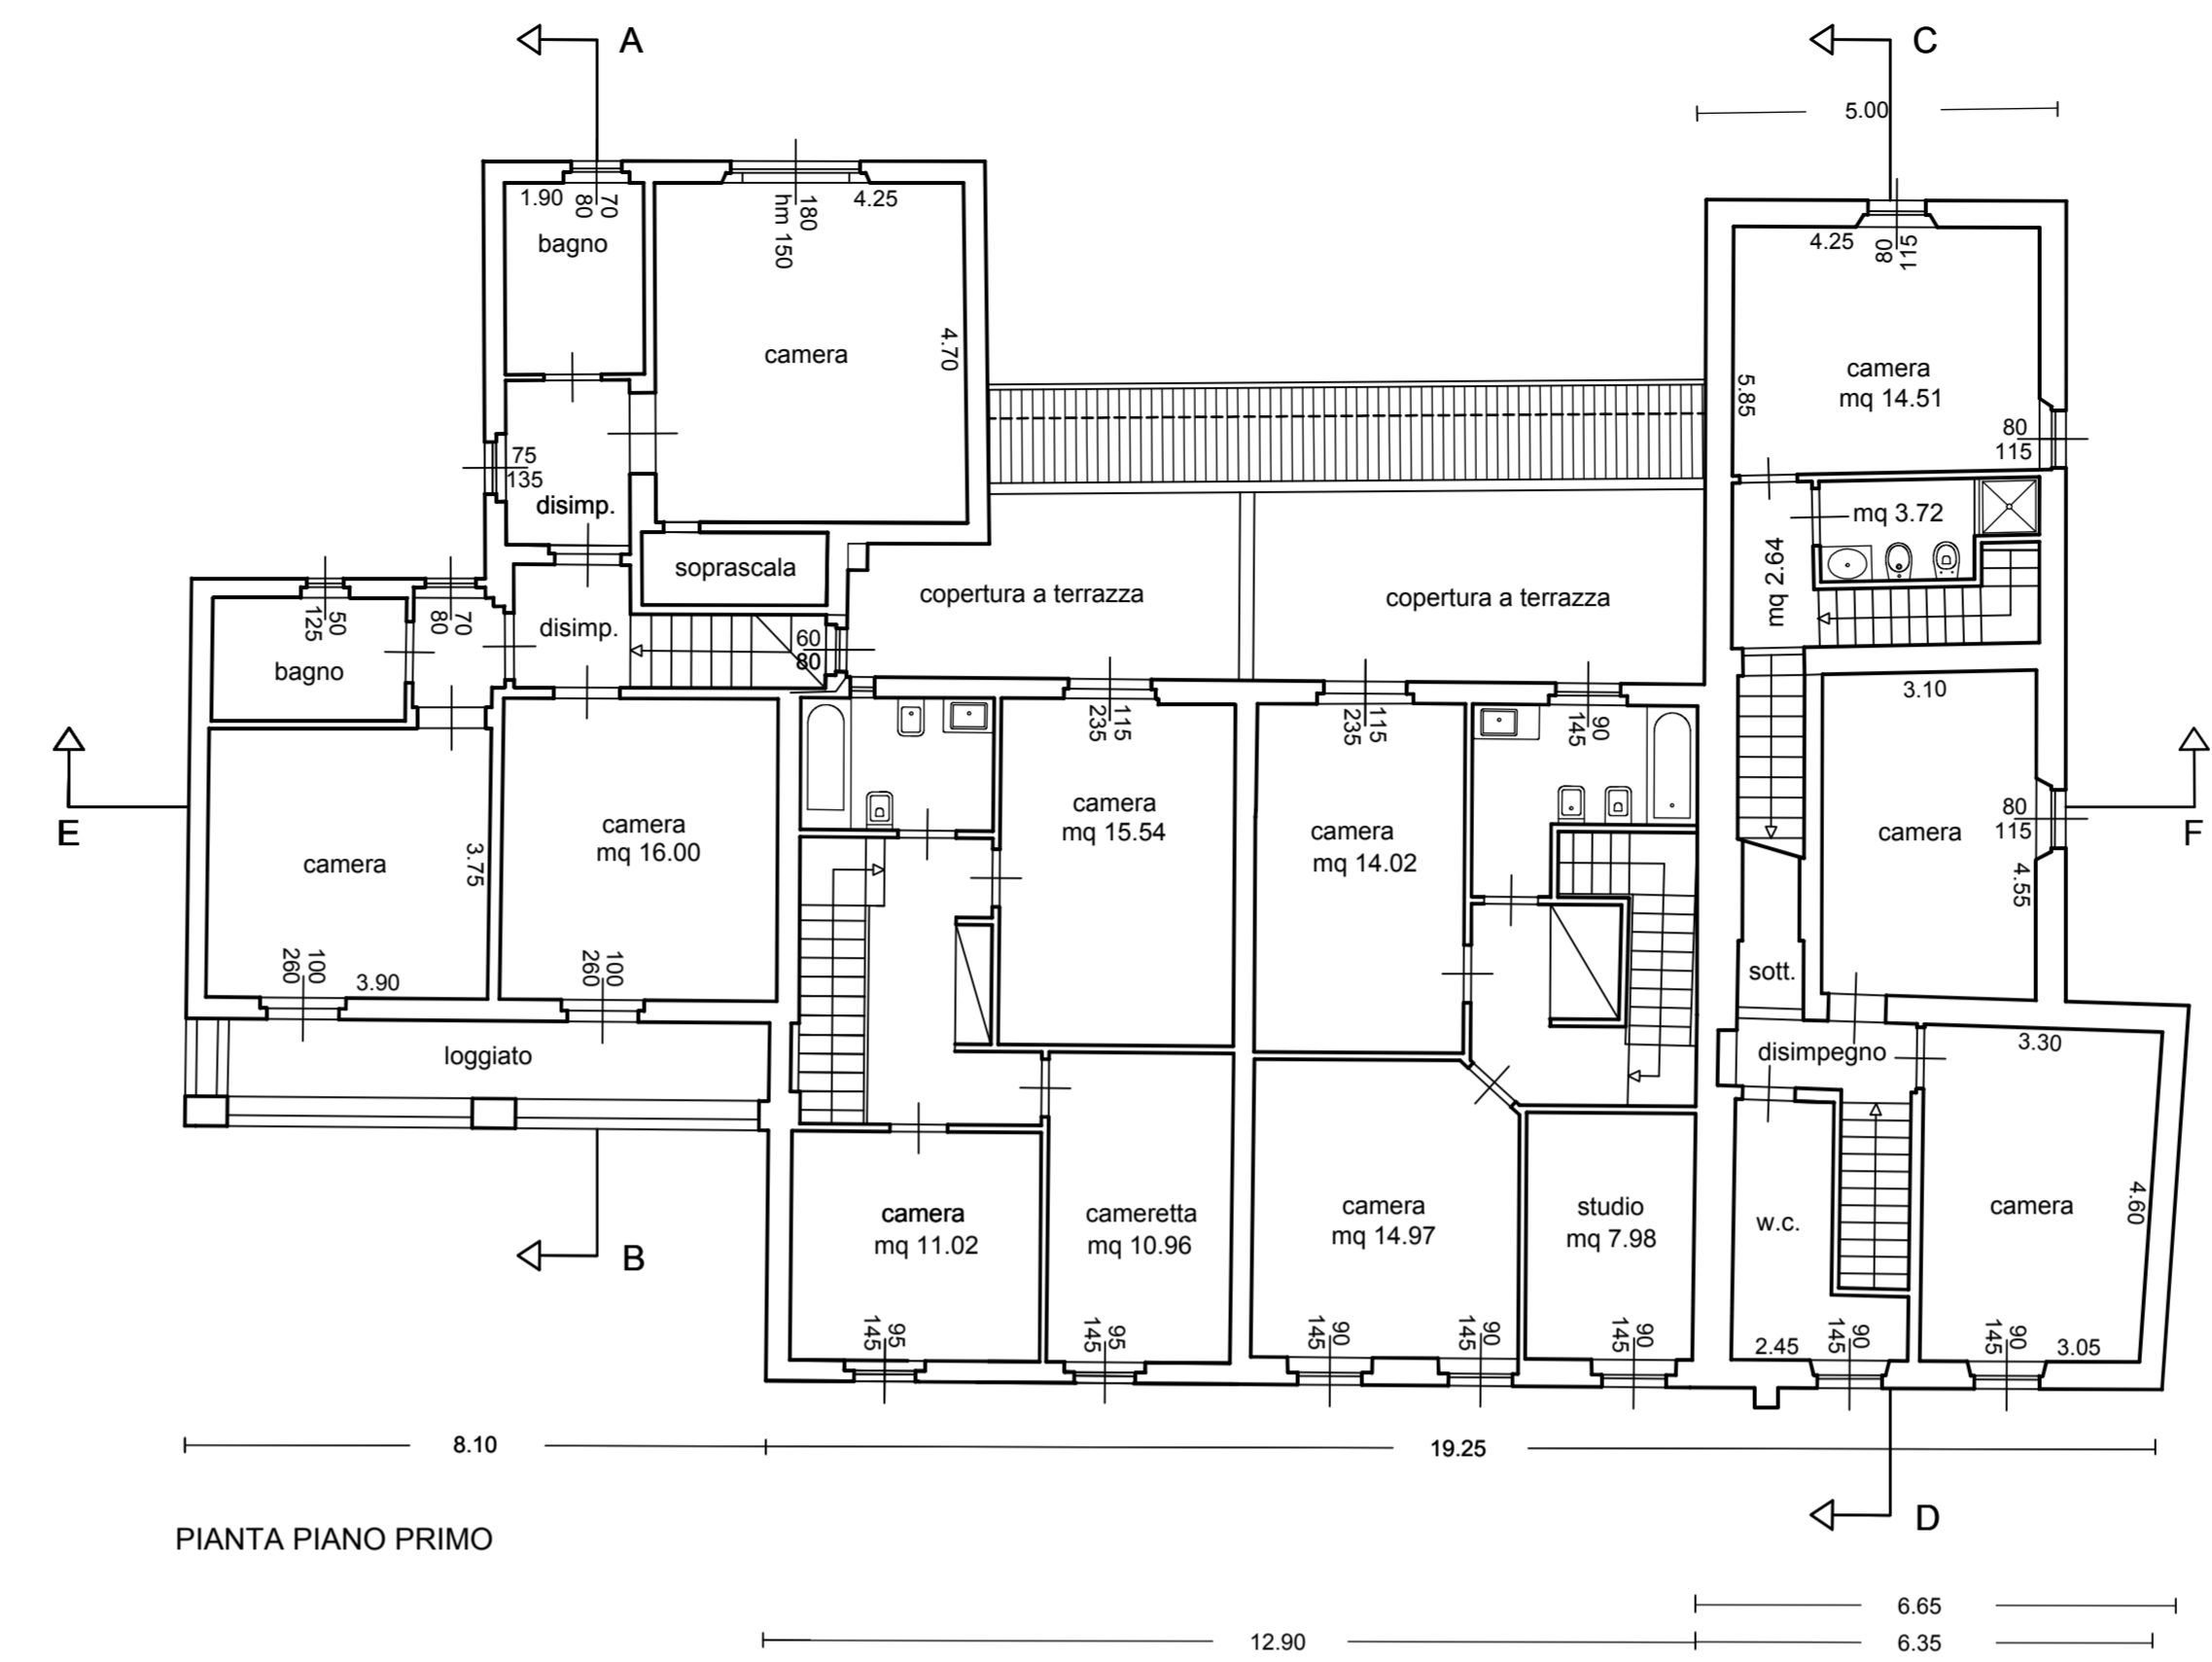 A
C
5.00
1.90
70
80
180
hm 150
4.25
bagno
4.25
115
80
camera
4.70
camera
mq 14.51
5.85
80
115
75
135
disimp.
mq 3.72
soprascala
mq 2.64
copertura a terrazza
copertura a terrazza
50
125
70
80
disimp.
60
80
bagno
3.10
115
235
115
235
90
145
E
F
camera
3.75
camera
mq 16.00
camera
mq 15.54
camera
mq 14.02
camera
80
115
4.55
100
260
3.90
100
260
sott.
loggiato
disimpegno
3.30
camera
mq 11.02
cameretta
mq 10.96
camera
mq 14.97
studio
mq 7.98
w.c.
camera
4.60
B
95
145
95
145
90
145
90
145
90
145
2.45
90
145
90
145
3.05
8.10
19.25
D
PIANTA PIANO PRIMO
6.65
12.90
6.35